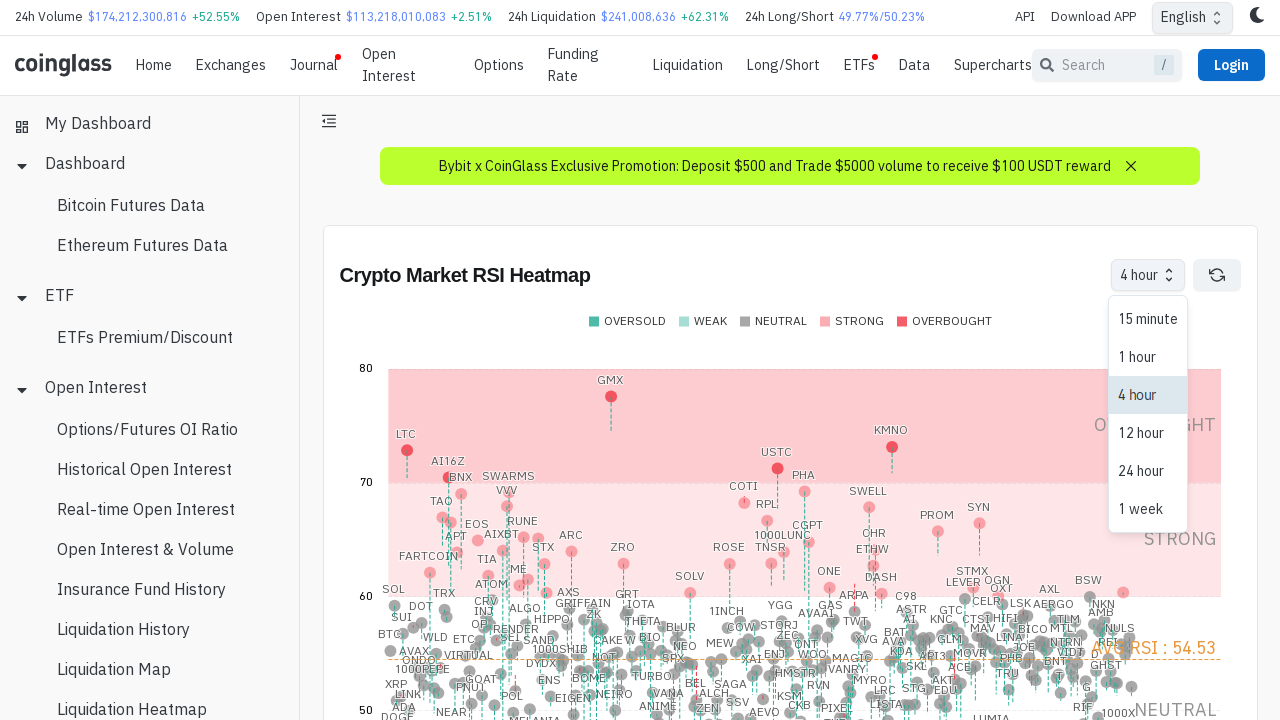 24h Volume $174,212,300,816 +52.55% Open Interest $113,218,010,083 +2.51% 24h Liquidation $241,008,636 +62.31% 24h Long/Short 49.77%/50.23% API Download APP English
coinglass Home Exchanges Journal Open Interest Options Funding Rate Liquidation Long/Short ETFs Data Supercharts Search / Login
My Dashboard
Dashboard
Bitcoin Futures Data
Ethereum Futures Data
ETF
ETFs Premium/Discount
Open Interest
Options/Futures OI Ratio
Historical Open Interest
Real-time Open Interest
Open Interest & Volume
Insurance Fund History
Liquidation History
Liquidation Map
Liquidation Heatmap
Bybit x CoinGlass Exclusive Promotion: Deposit $500 and Trade $5000 volume to receive $100 USDT reward
Crypto Market RSI Heatmap
4 hour
15 minute
1 hour
4 hour
12 hour
24 hour
1 week
OVERSOLD WEAK NEUTRAL STRONG OVERBOUGHT
80
GMX
LTC
KMNO
AI16Z
USTC
70
BNX
SWARMS
PHA
COTI
VVV
SWELL
TAO
RPL
PROM
SYN
EOS
RUNE
CGPT
APT
AIXBT
ARC
1000LUNC
CHR
STX
ZRO
ROSE
TNSR
ETHW
STRONG
FARTCOIN
TIA
ME
SOLV
ONE
DASH
STMX
60
SOL
ATOM
AXS
GRT
ARPA
LEVER
OGN
OXT
AXL
BSW
TRX
DOT
CRV
GRIFFAIN
IOTA
YGG
GAS
C98
CELR
LSK
AERGO
NKN
SUI
INJ
ALGO
HIPPO
ZK
THETA
1INCH
STORJ
AVAAI
TWT
ASTR
AI
KNC
GTC
CTSI
HIFI
TLM
AMB
BTC
WLD
ETC
RENDER
SEI
SAND
CAKE
W
BIO
BLUR
NEO
MEW
COW
ZEC
QNT
XVG
BAT
AVA
GLM
MAV
LINA
BICO
MTL
NTRN
NULS
REI
AVG RSI : 54.53
AVAX
ONDO
VIRTUAL
1000SHIB
NOT
SPX
XAI
ENJ
WOO
MAGIC
KDA
API3
MOVR
JOE
PHB
VIDT
1000PEPE
DYDX
BOME
TURBO
HMSTR
VANRY
SKL
ACE
TRU
BNT
GHST
XRP
GOAT
ENS
BEL
SAGA
RVN
MYRO
AKT
T
LINK
PNUT
POL
EIGEN
NEIRO
VANA
ALCH
KSM
LRC
STG
EDU
G
ADA
ANIME
ZEN
SSV
CKB
PIXEL
LISTA
50
DOGE
NEAR
MELANIA
AEVO
LUMIA
RIF
1000X
NEUTRAL